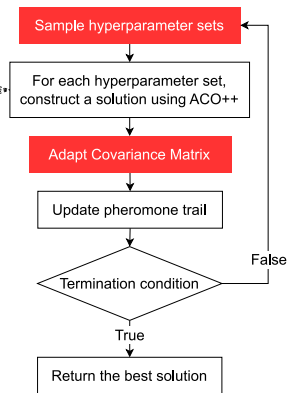 Sample hyperparameter sets
For each hyperparameter set,
construct a solution using ACO++
Adapt Covariance Matrix
Update pheromone trail
Termination condition
False
True
Return the best solution